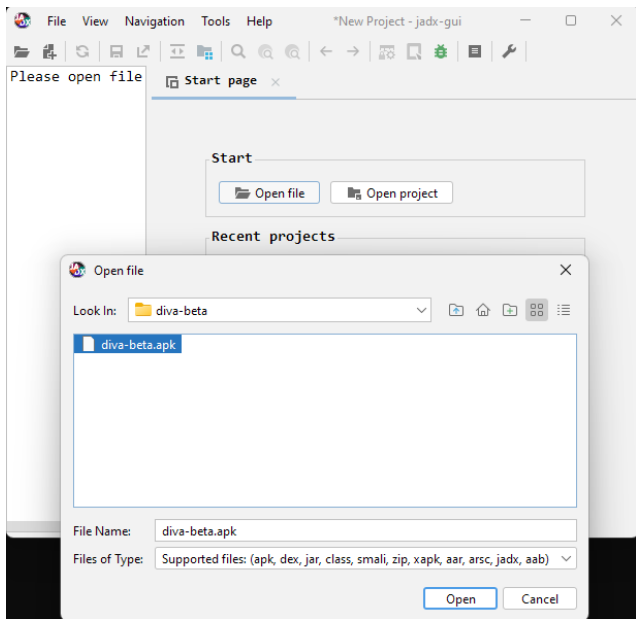 File View Navigation Tools Help *New Project - jadx-gui
Please open file
Start page
Start
Open file Open project
Recent projects
Open file
Look In: diva-beta
diva-beta.apk
File Name: diva-beta.apk
Files of Type: Supported files: (apk, dex, jar, class, smali, zip, xapk, aar, arsc, jadx, aab)
Open Cancel